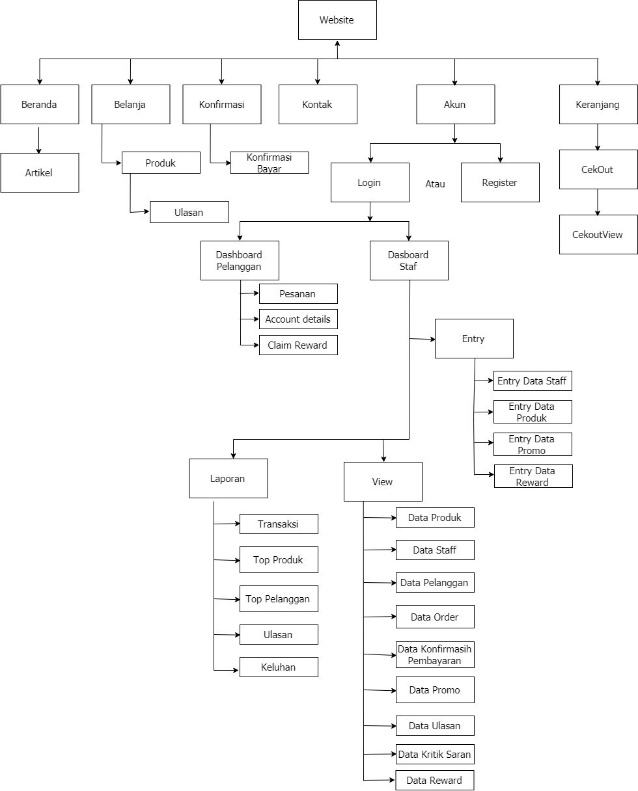 Website
Beranda
Belanja
Konfirmasi
Kontak
Akun
Keranjang
Artikel
Produk
Ulasan
Konfirmasi
Bayar
Login
Atau
Register
CekOut
CekoutView
Dashboard
Pelanggan
Pesanan
Account details
Claim Reward
Dasboard
Staf
Entry
Entry Data Staff
Entry Data
Produk
Entry Data
Promo
Entry Data
Reward
Laporan
Transaksi
Top Produk
Top Pelanggan
Ulasan
Keluhan
View
Data Produk
Data Staff
Data Pelanggan
Data Order
Data Konfirmasih
Pembayaran
Data Promo
Data Ulasan
Data Kritik Saran
Data Reward